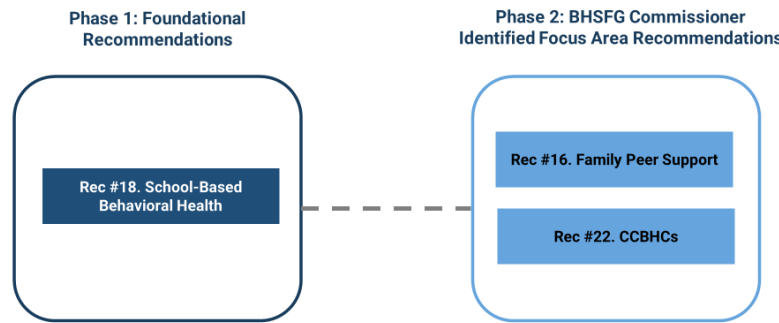 Phase 1: Foundational
Recommendations
Phase 2: BHSFG Commissioner
Identified Focus Area Recommendations
Rec #18. School-Based
Behavioral Health
Rec #16. Family Peer Support
Rec #22. CCBHCs